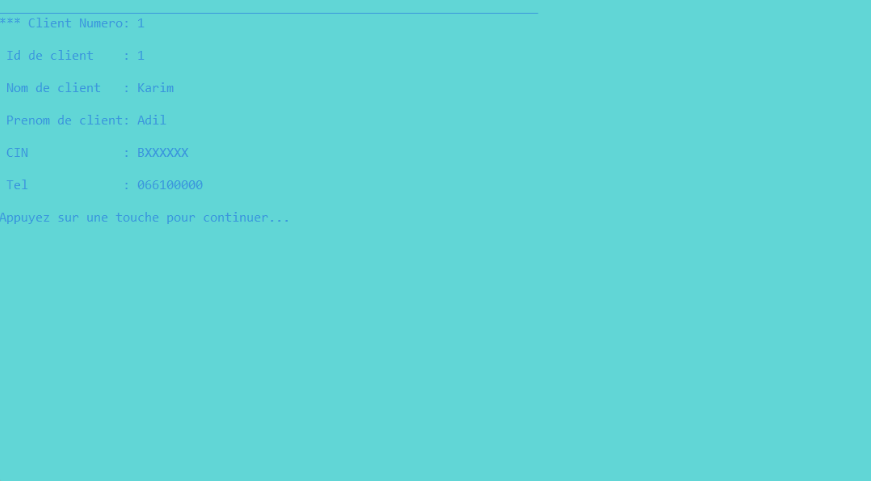 *** Client Numero: 1
Id de client    : 1
Nom de client   : Karim
Prenom de client: Adil
CIN             : BXXXXXX
Tel             : 066100000
Appuyez sur une touche pour continuer...